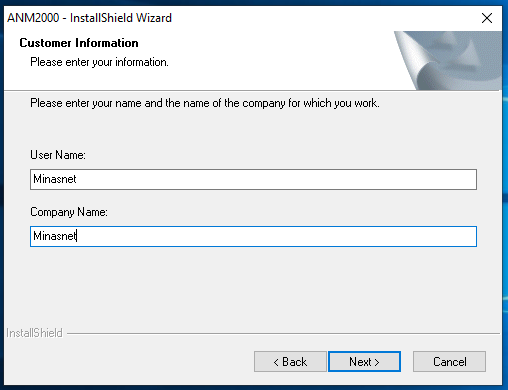 ANM2000 - InstallShield Wizard
Customer Information
Please enter your information.
Please enter your name and the name of the company for which you work.
User Name:
Minasnet
Company Name:
Minasnet
InstallShield
< Back Next > Cancel